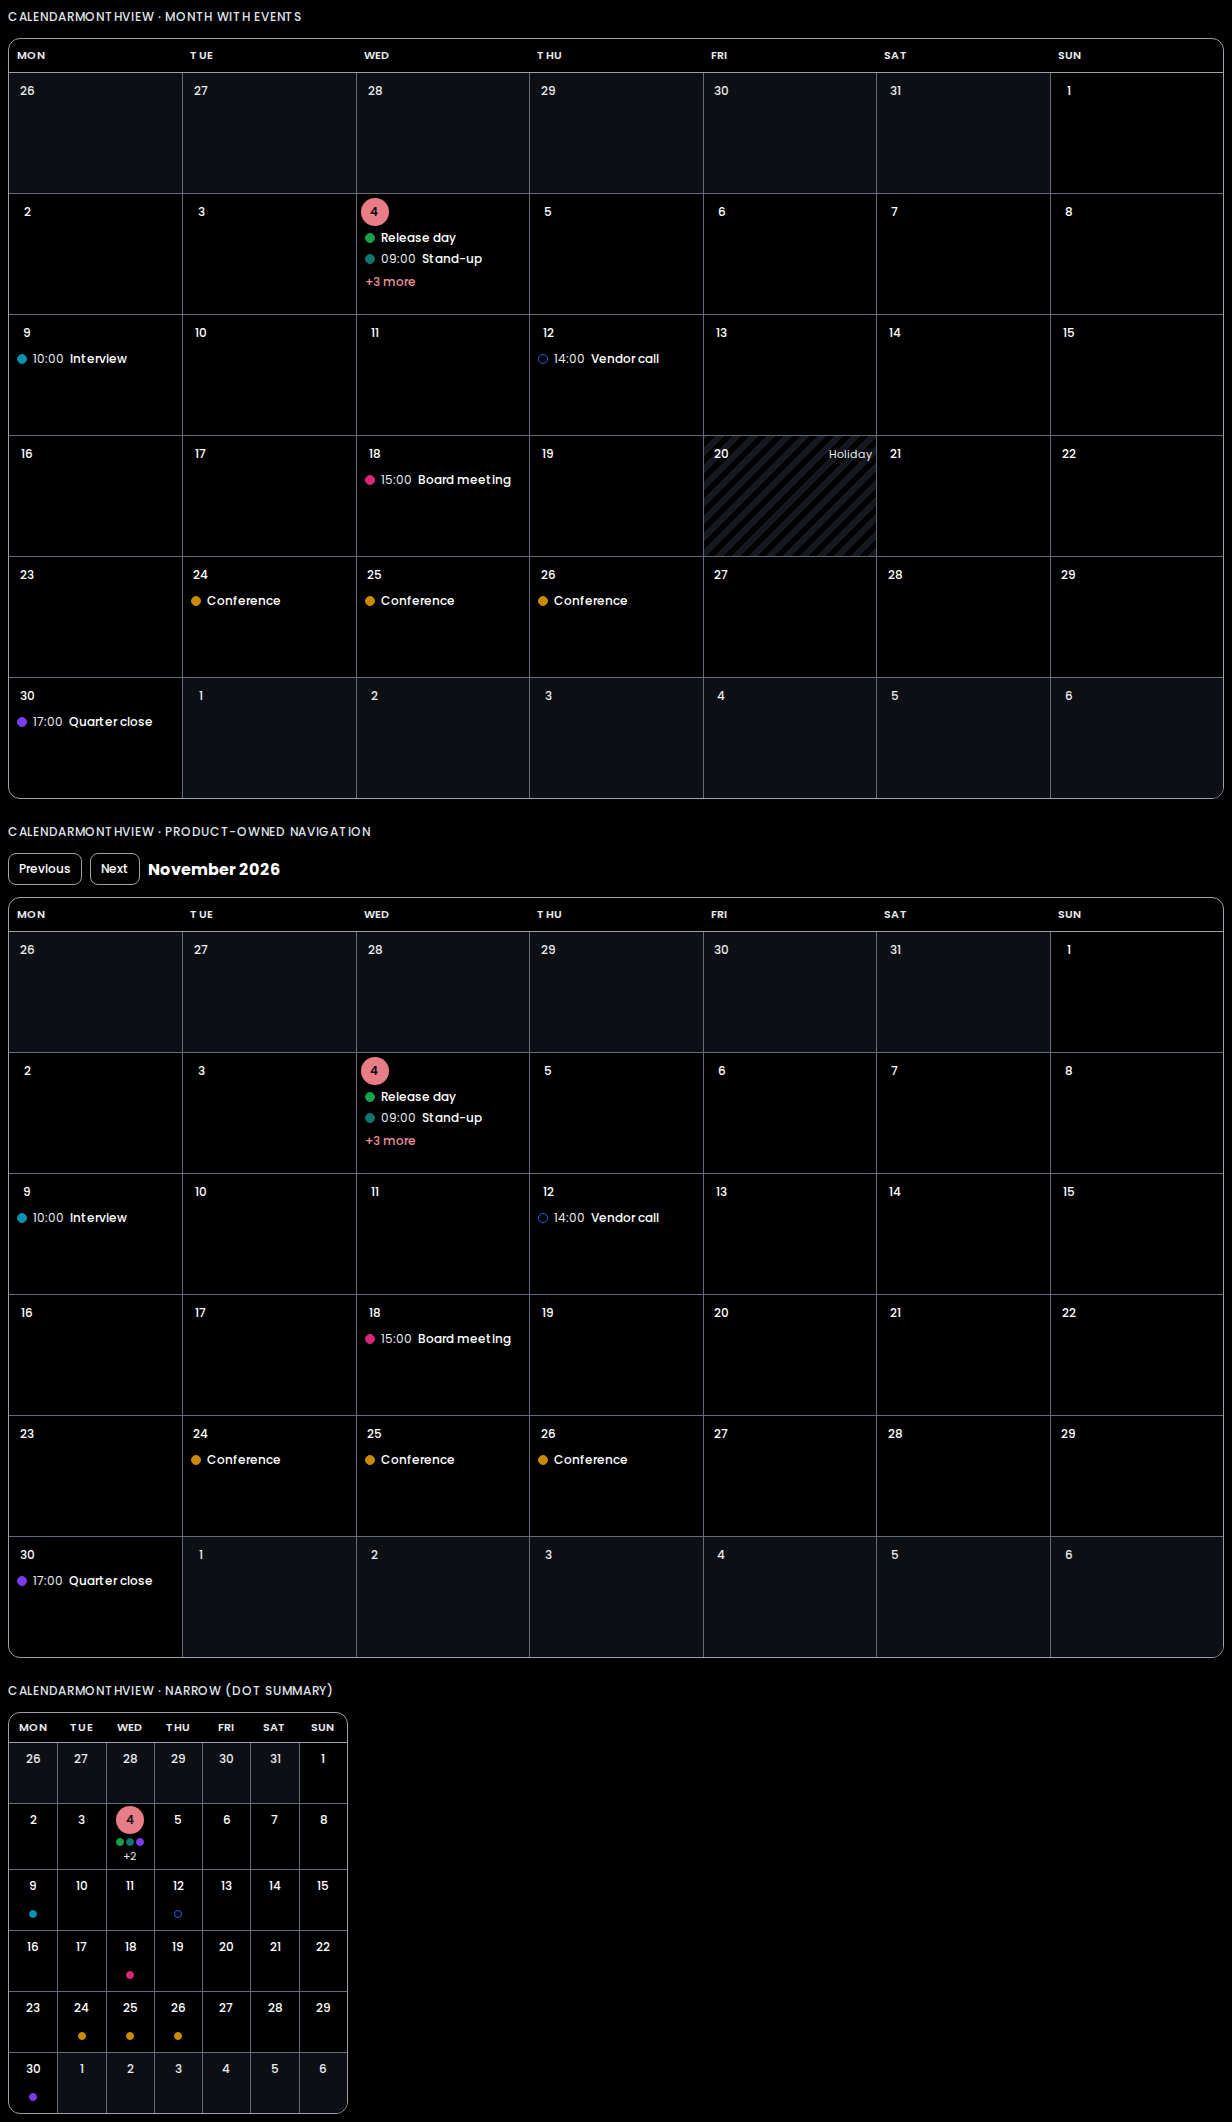 CALENDARMONTHVIEW · MONTH WITH EVENTS
MON TUE WED THU FRI SAT SUN
26 27 28 29 30 31 1
2 3 4 5 6 7 8
Release day
09:00 Stand-up
+3 more
9 10 11 12 13 14 15
10:00 Interview 14:00 Vendor call
16 17 18 19 20 Holiday 21 22
15:00 Board meeting
23 24 25 26 27 28 29
Conference Conference Conference
30 1 2 3 4 5 6
17:00 Quarter close
CALENDARMONTHVIEW · PRODUCT-OWNED NAVIGATION
Previous Next November 2026
MON TUE WED THU FRI SAT SUN
26 27 28 29 30 31 1
2 3 4 5 6 7 8
Release day
09:00 Stand-up
+3 more
9 10 11 12 13 14 15
10:00 Interview 14:00 Vendor call
16 17 18 19 20 21 22
15:00 Board meeting
23 24 25 26 27 28 29
Conference Conference Conference
30 1 2 3 4 5 6
17:00 Quarter close
CALENDARMONTHVIEW · NARROW (DOT SUMMARY)
MON TUE WED THU FRI SAT SUN
26 27 28 29 30 31 1
2 3 4 5 6 7 8
+2
9 10 11 12 13 14 15
16 17 18 19 20 21 22
23 24 25 26 27 28 29
30 1 2 3 4 5 6